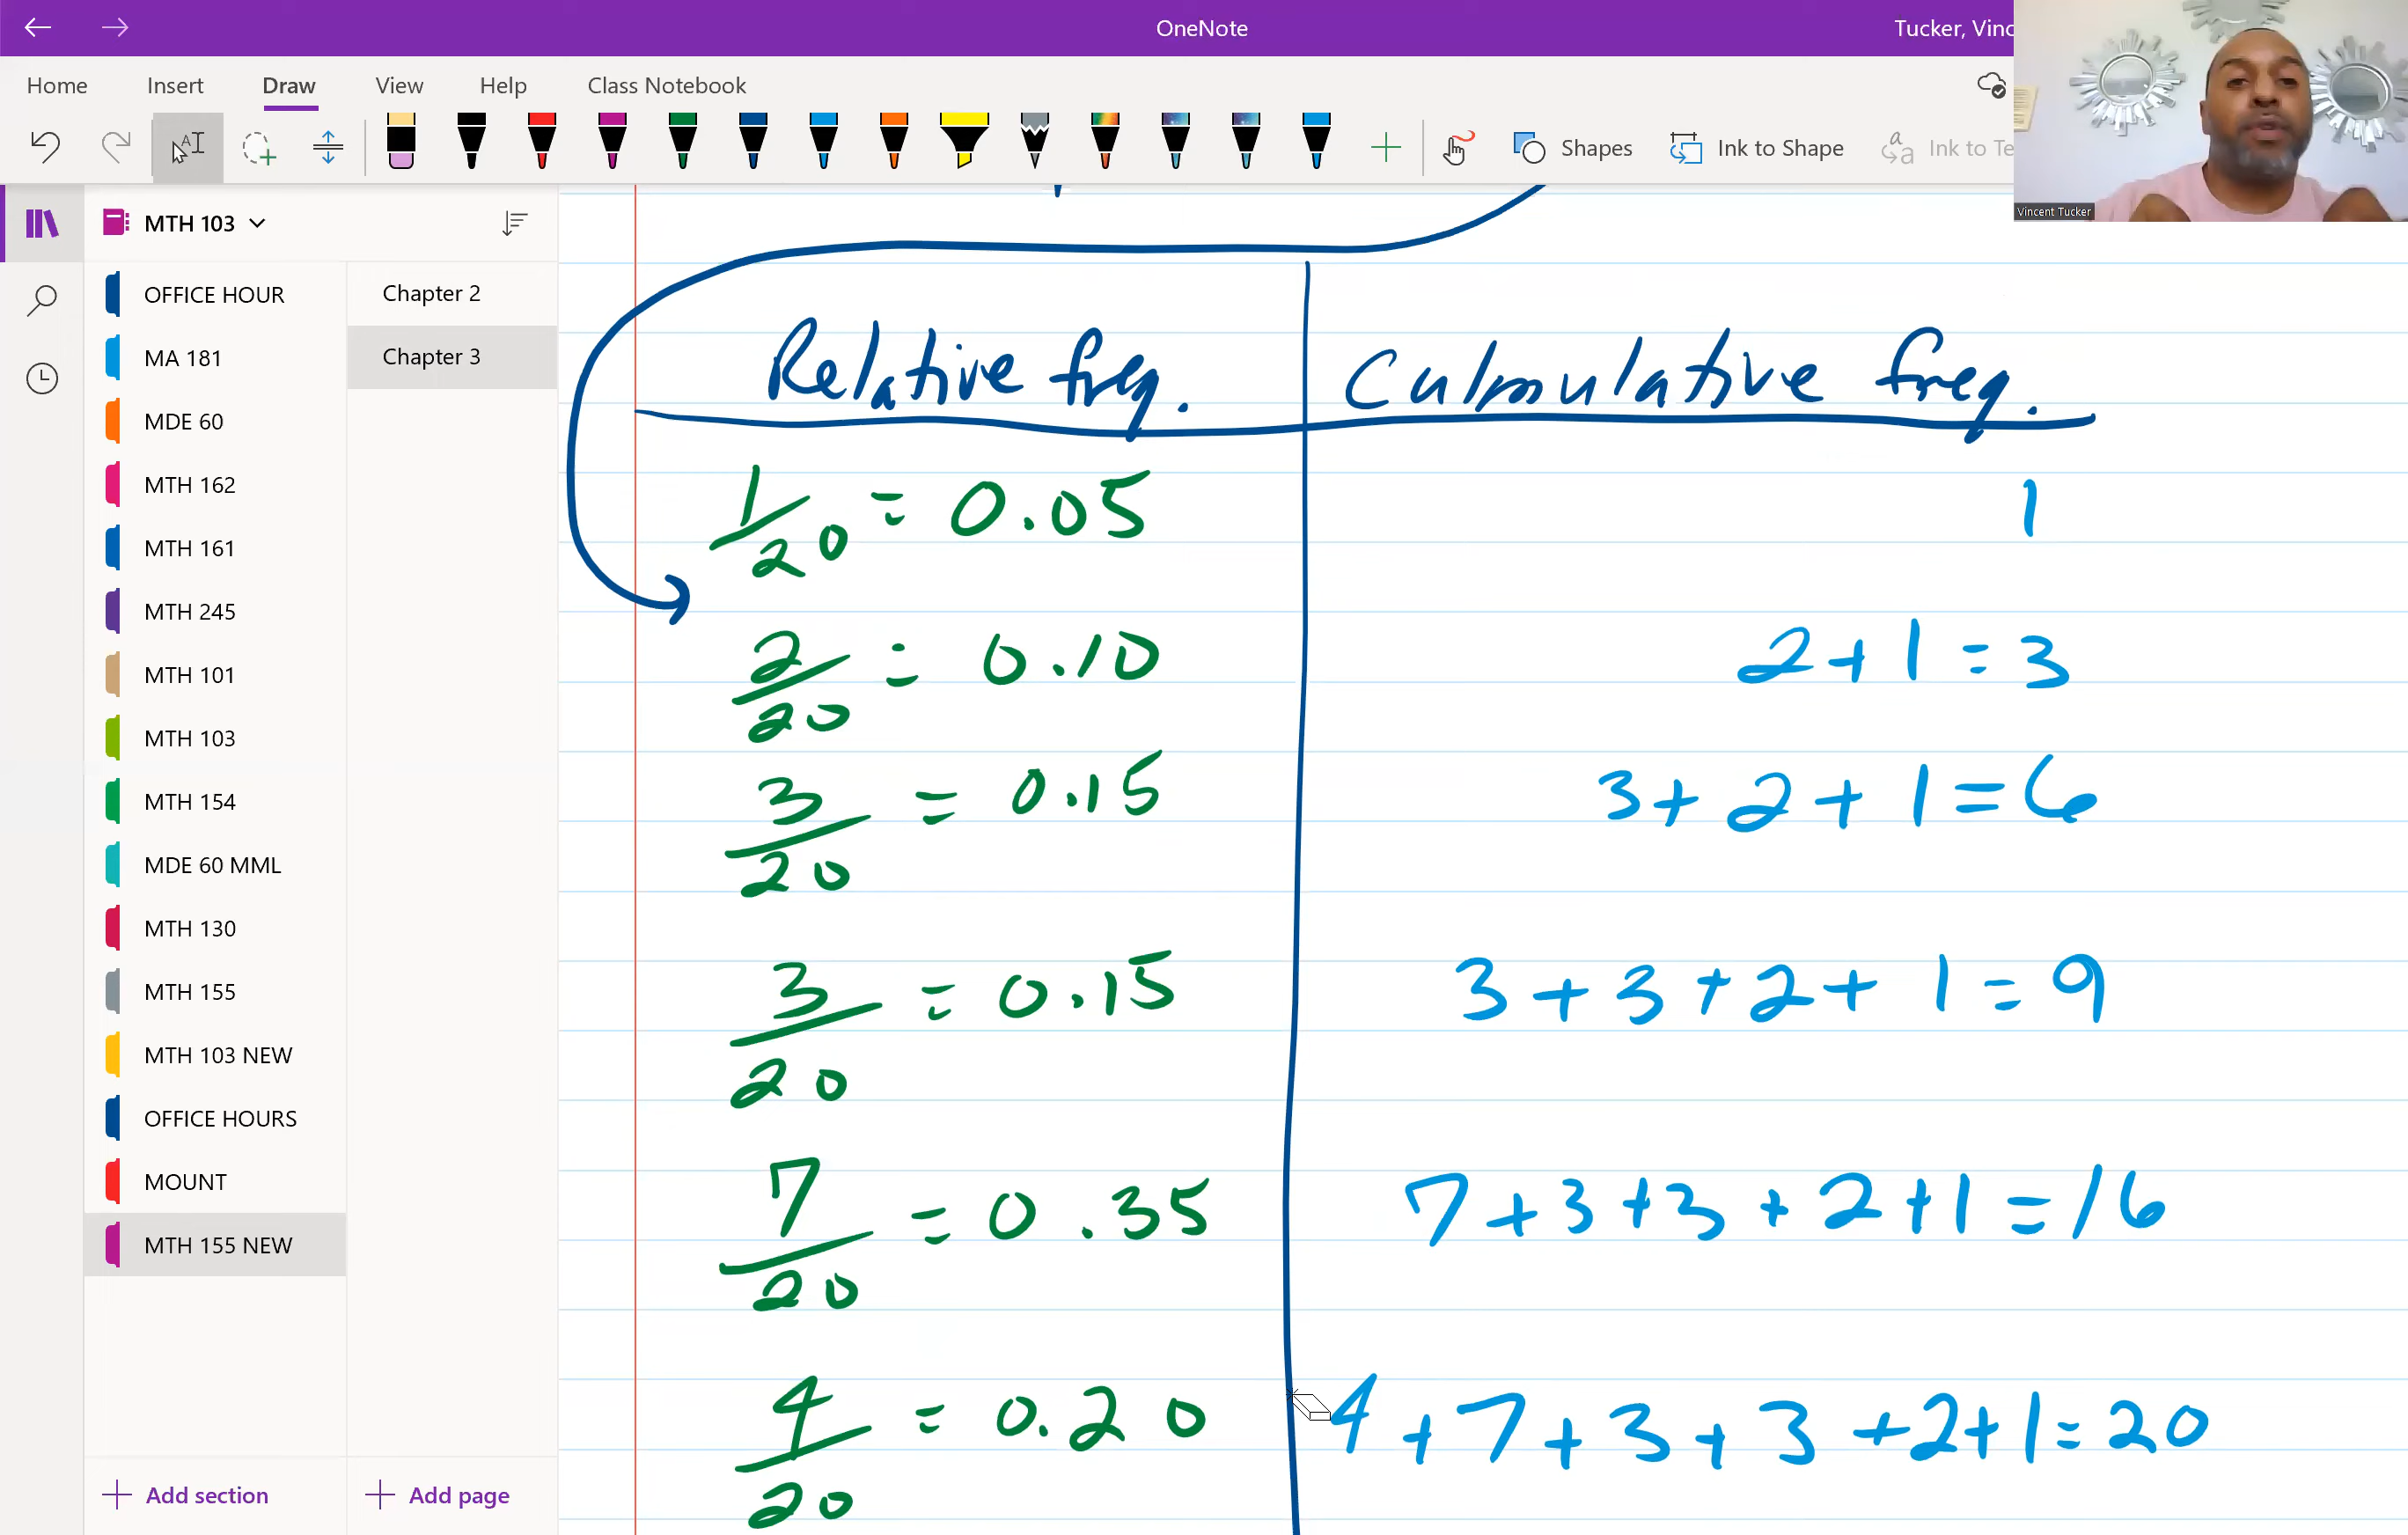 OneNote
Tucker, Vinc
Home Insert Draw View Help Class Notebook
Shapes Ink to Shape Ink to Te
Vincent Tucker
MTH 103
OFFICE HOUR
MA 181
MDE 60
MTH 162
MTH 161
MTH 245
MTH 101
MTH 103
MTH 154
MDE 60 MML
MTH 130
MTH 155
MTH 103 NEW
OFFICE HOURS
MOUNT
MTH 155 NEW
Add section
Chapter 2
Chapter 3
Add page
Relative freq. Culmulative freq.
1/20 = 0.05 1
2/20 = 0.10 2+1=3
3/20 = 0.15 3+2+1=6
3/20 = 0.15 3+3+2+1=9
7/20 = 0.35 7+3+3+2+1=16
4/20 = 0.20 4+7+3+3+2+1=20